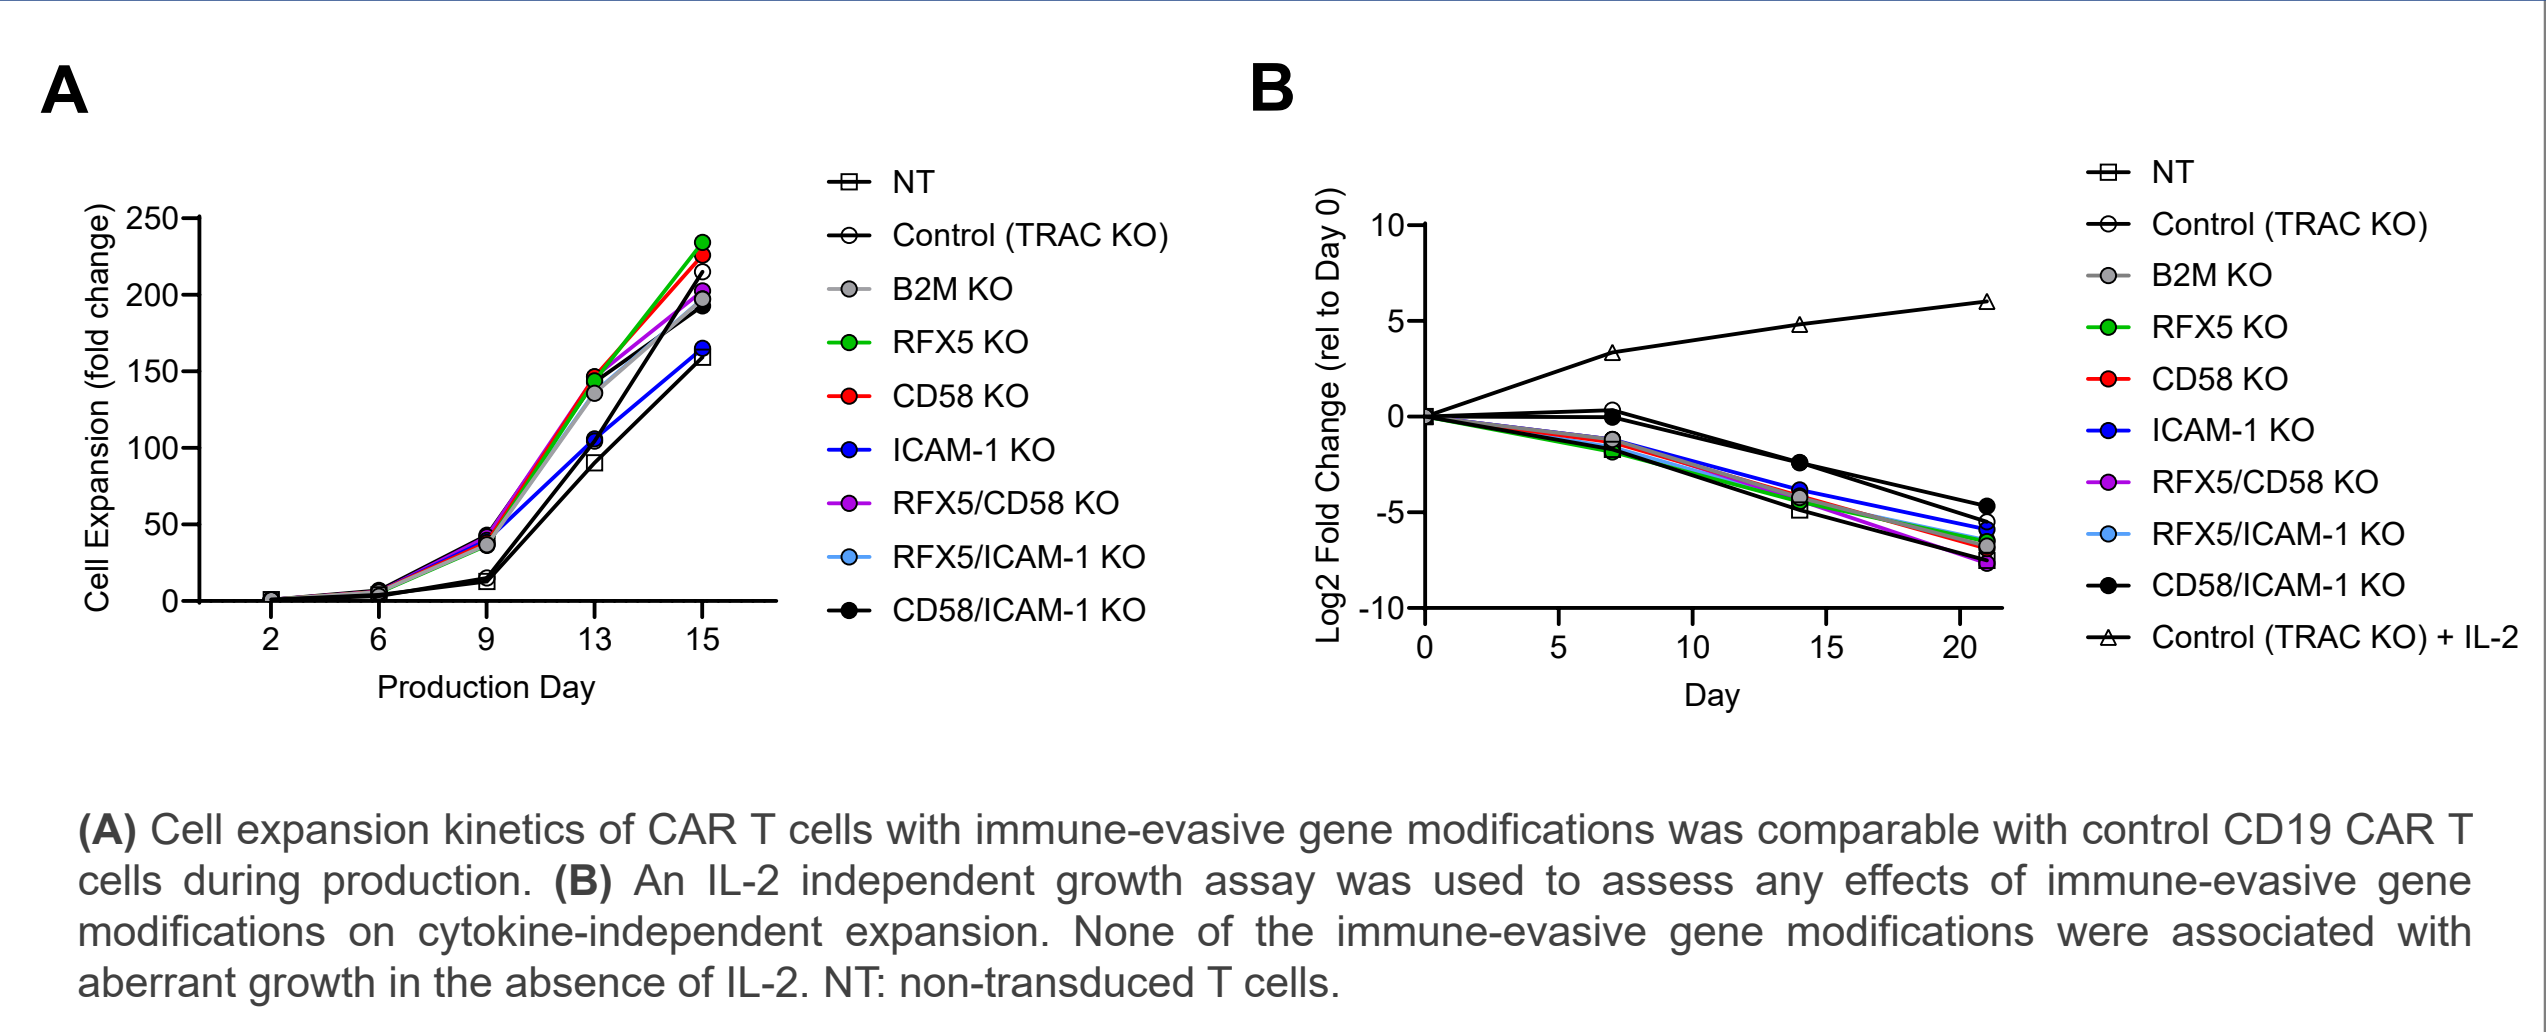 A
Cell Expansion (fold change)
250
200
150
100
50
0
2 6 9 13 15
Production Day
NT
Control (TRAC KO)
B2M KO
RFX5 KO
CD58 KO
ICAM-1 KO
RFX5/CD58 KO
RFX5/ICAM-1 KO
CD58/ICAM-1 KO
B
Log2 Fold Change (rel to Day 0)
10
5
0
-5
-10
0 5 10 15 20
Day
NT
Control (TRAC KO)
B2M KO
RFX5 KO
CD58 KO
ICAM-1 KO
RFX5/CD58 KO
RFX5/ICAM-1 KO
CD58/ICAM-1 KO
Control (TRAC KO) + IL-2
(A) Cell expansion kinetics of CAR T cells with immune-evasive gene modifications was comparable with control CD19 CAR T
cells during production. (B) An IL-2 independent growth assay was used to assess any effects of immune-evasive gene
modifications on cytokine-independent expansion. None of the immune-evasive gene modifications were associated with
aberrant growth in the absence of IL-2. NT: non-transduced T cells.